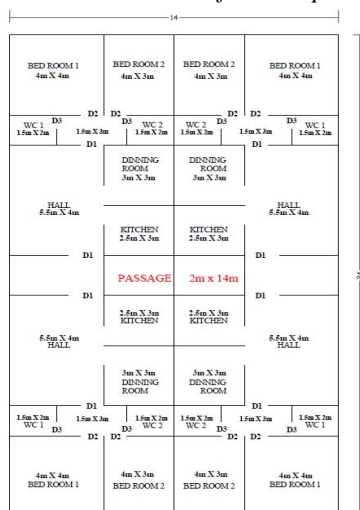 14
BED ROOM 1
4m X 4m
BED ROOM 2
4m X 3m
BED ROOM 2
4m X 3m
BED ROOM 1
4m X 4m
D2 D2 D2 D2
WC 1 D3 D3 WC 2 WC 2 D3 D3 WC 1
1.5m X 2m 1.5m X 3m 1.5m X 2m 1.5m X 2m 1.5m X 3m 1.5m X 2m
D1 D1
DINNING
ROOM
3m X 3m
DINNING
ROOM
3m X 3m
HALL
5.5m X 4m
HALL
5.5m X 4m
KITCHEN
2.5m X 3m
KITCHEN
2.5m X 3m
D1 D1
PASSAGE 2m x 14m
D1 D1
2.5m X 3m
KITCHEN
2.5m X 3m
KITCHEN
5.5m X 4m
HALL
5.5m X 4m
HALL
3m X 3m
DINNING
ROOM
3m X 3m
DINNING
ROOM
D1 D1
1.5m X 2m 1.5m X 3m 1.5m X 2m 1.5m X 2m 1.5m X 3m 1.5m X 2m
WC 1 D3 D3 WC 2 WC 2 D3 D3 WC 1
D2 D2 D2 D2
4m X 4m
BED ROOM 1
4m X 3m
BED ROOM 2
4m X 3m
BED ROOM 2
4m X 4m
BED ROOM 1